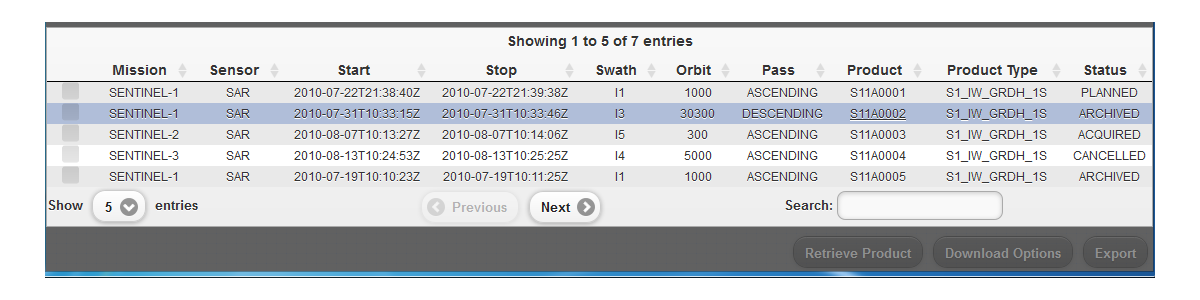 Showing 1 to 5 of 7 entries
Mission Sensor Start Stop Swath Orbit Pass Product Product Type Status
SENTINEL-1 SAR 2010-07-22T21:38:40Z 2010-07-22T21:39:38Z I1 1000 ASCENDING S11A0001 S1_IW_GRDH_1S PLANNED
SENTINEL-1 SAR 2010-07-31T10:33:15Z 2010-07-31T10:33:46Z I3 30300 DESCENDING S11A0002 S1_IW_GRDH_1S ARCHIVED
SENTINEL-2 SAR 2010-08-07T10:13:27Z 2010-08-07T10:14:06Z I5 300 ASCENDING S11A0003 S1_IW_GRDH_1S ACQUIRED
SENTINEL-3 SAR 2010-08-13T10:24:53Z 2010-08-13T10:25:25Z I4 5000 ASCENDING S11A0004 S1_IW_GRDH_1S CANCELLED
SENTINEL-1 SAR 2010-07-19T10:10:23Z 2010-07-19T10:11:25Z I1 1000 ASCENDING S11A0005 S1_IW_GRDH_1S ARCHIVED
Show 5 entries Previous Next Search:
Retrieve Product Download Options Export